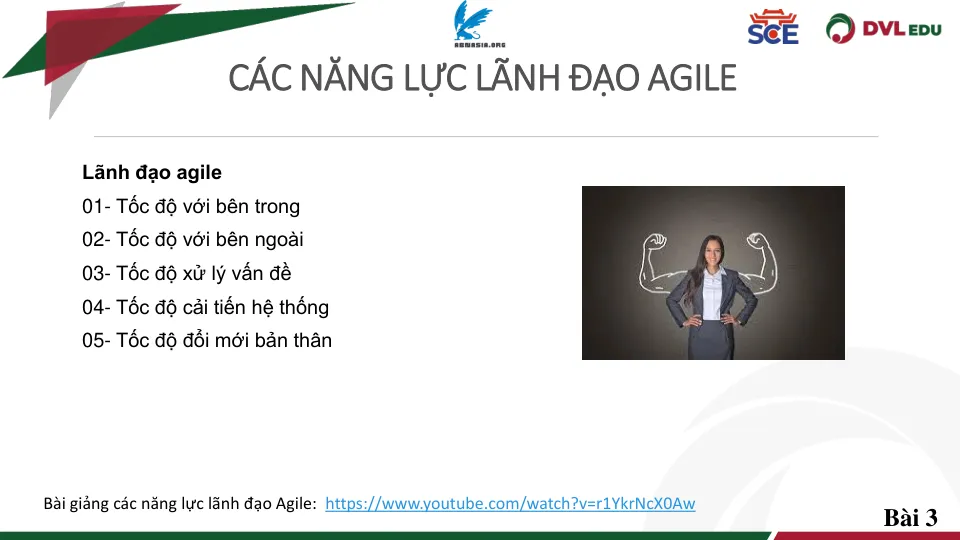 ABNASIA.ORG
SCE
DVL EDU
CÁC NĂNG LỰC LÃNH ĐẠO AGILE
Lãnh đạo agile
01- Tốc độ với bên trong
02- Tốc độ với bên ngoài
03- Tốc độ xử lý vấn đề
04- Tốc độ cải tiến hệ thống
05- Tốc độ đổi mới bản thân
Bài giảng các năng lực lãnh đạo Agile: https://www.youtube.com/watch?v=r1YkrNcX0Aw
Bài 3